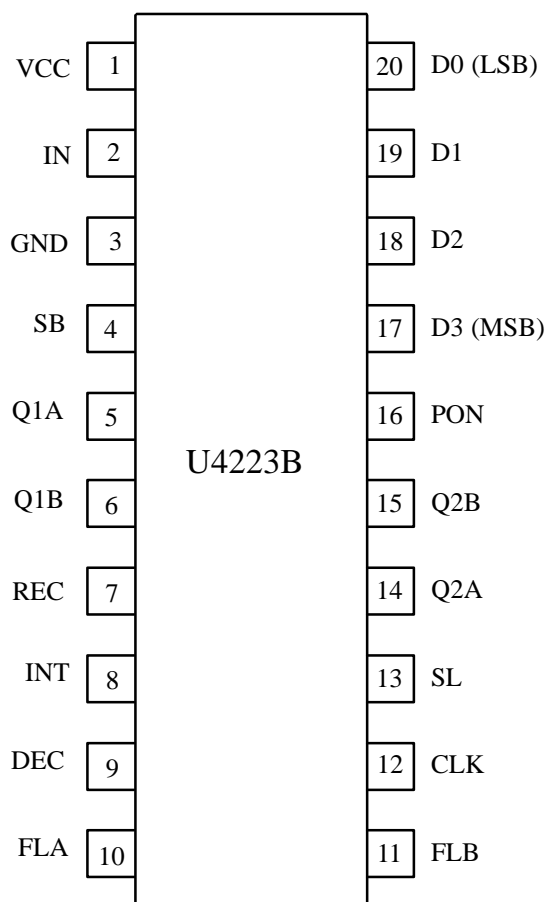 VCC 1 20 D0 (LSB)
IN 2 19 D1
GND 3 18 D2
SB 4 17 D3 (MSB)
Q1A 5 16 PON
U4223B
Q1B 6 15 Q2B
REC 7 14 Q2A
INT 8 13 SL
DEC 9 12 CLK
FLA 10 11 FLB